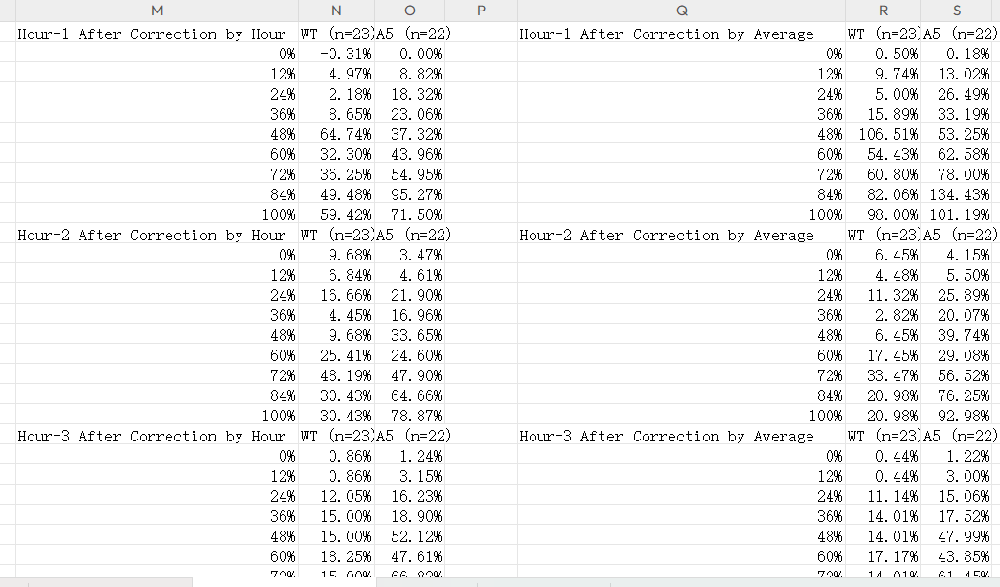 M N O P Q R S
Hour-1 After Correction by Hour WT (n=23) A5 (n=22) Hour-1 After Correction by Average WT (n=23) A5 (n=22)
0% -0.31% 0.00% 0% 0.50% 0.18%
12% 4.97% 8.82% 12% 9.74% 13.02%
24% 2.18% 18.32% 24% 5.00% 26.49%
36% 8.65% 23.06% 36% 15.89% 33.19%
48% 64.74% 37.32% 48% 106.51% 53.25%
60% 32.30% 43.96% 60% 54.43% 62.58%
72% 36.25% 54.95% 72% 60.80% 78.00%
84% 49.48% 95.27% 84% 82.06% 134.43%
100% 59.42% 71.50% 100% 98.00% 101.19%
Hour-2 After Correction by Hour WT (n=23) A5 (n=22) Hour-2 After Correction by Average WT (n=23) A5 (n=22)
0% 9.68% 3.47% 0% 6.45% 4.15%
12% 6.84% 4.61% 12% 4.48% 5.50%
24% 16.66% 21.90% 24% 11.32% 25.89%
36% 4.45% 16.96% 36% 2.82% 20.07%
48% 9.68% 33.65% 48% 6.45% 39.74%
60% 25.41% 24.60% 60% 17.45% 29.08%
72% 48.19% 47.90% 72% 33.47% 56.52%
84% 30.43% 64.66% 84% 20.98% 76.25%
100% 30.43% 78.87% 100% 20.98% 92.98%
Hour-3 After Correction by Hour WT (n=23) A5 (n=22) Hour-3 After Correction by Average WT (n=23) A5 (n=22)
0% 0.86% 1.24% 0% 0.44% 1.22%
12% 0.86% 3.15% 12% 0.44% 3.00%
24% 12.05% 16.23% 24% 11.14% 15.06%
36% 15.00% 18.90% 36% 14.01% 17.52%
48% 15.00% 52.12% 48% 14.01% 47.99%
60% 18.25% 47.61% 60% 17.17% 43.85%
72% 15.00% 66.82% 72% 14.01% 61.45%